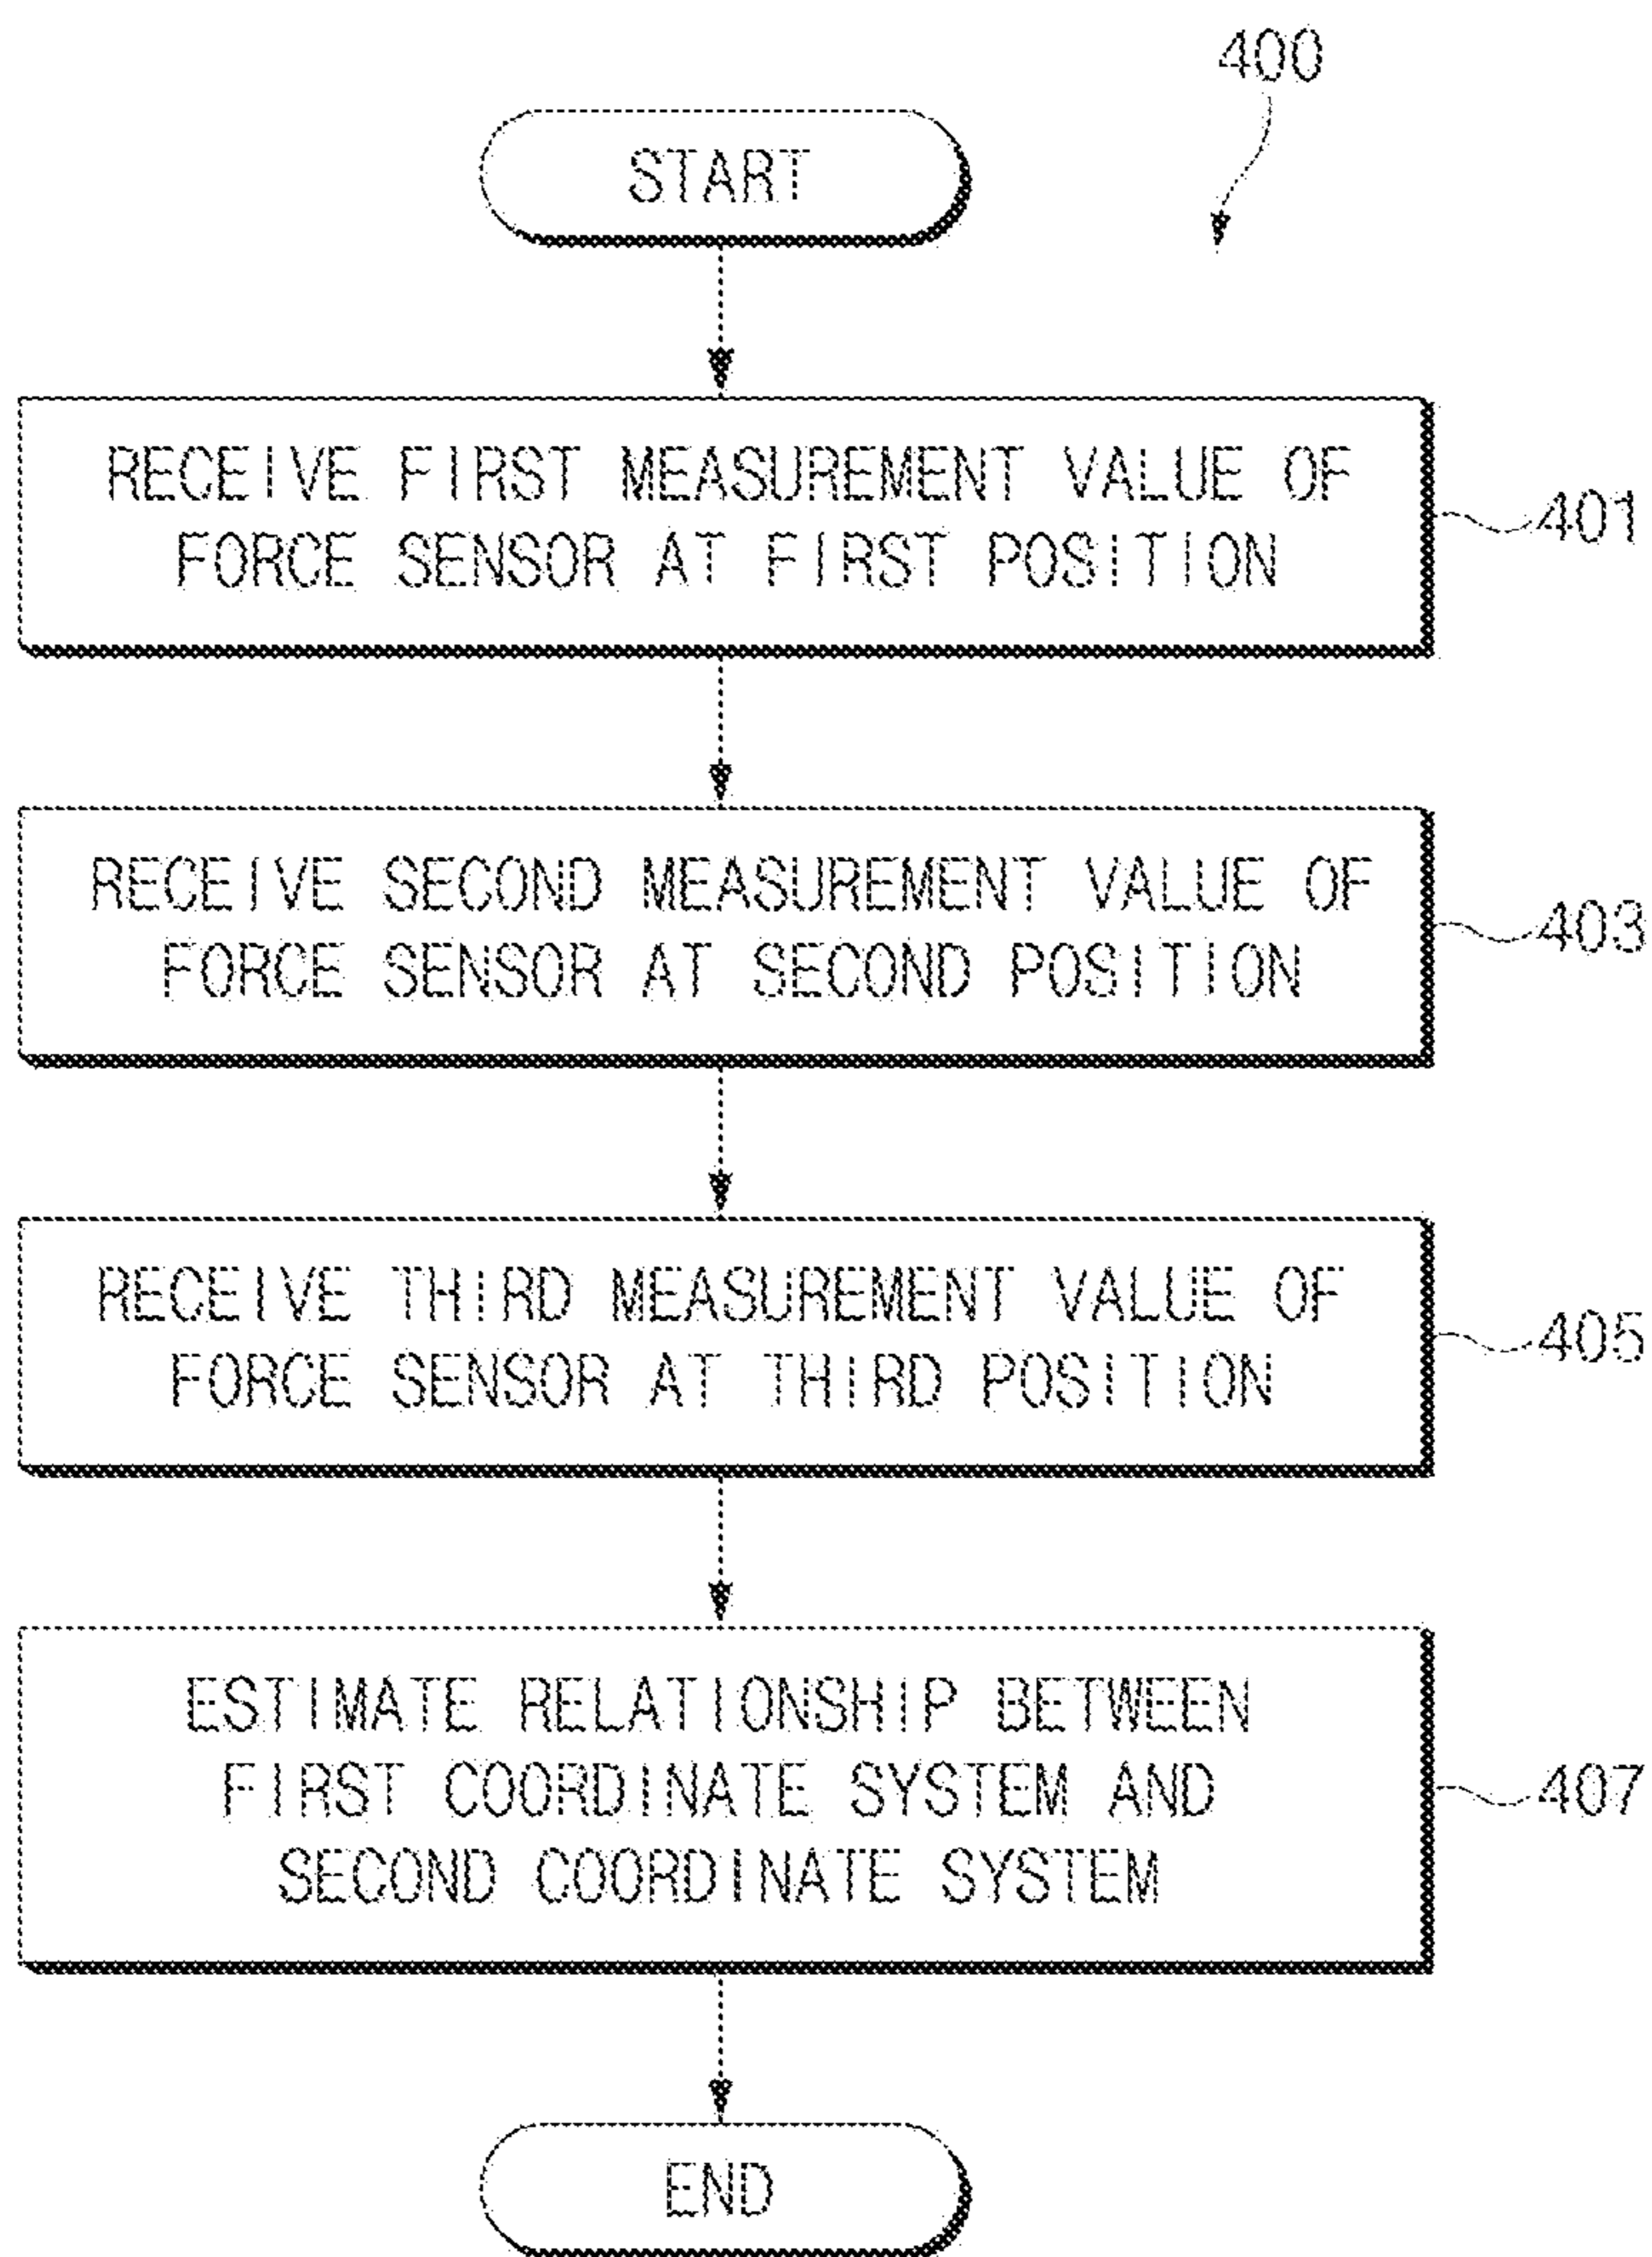 400
START
RECEIVE FIRST MEASUREMENT VALUE OF
FORCE SENSOR AT FIRST POSITION
401
RECEIVE SECOND MEASUREMENT VALUE OF
FORCE SENSOR AT SECOND POSITION
403
RECEIVE THIRD MEASUREMENT VALUE OF
FORCE SENSOR AT THIRD POSITION
405
ESTIMATE RELATIONSHIP BETWEEN
FIRST COORDINATE SYSTEM AND
SECOND COORDINATE SYSTEM
407
END